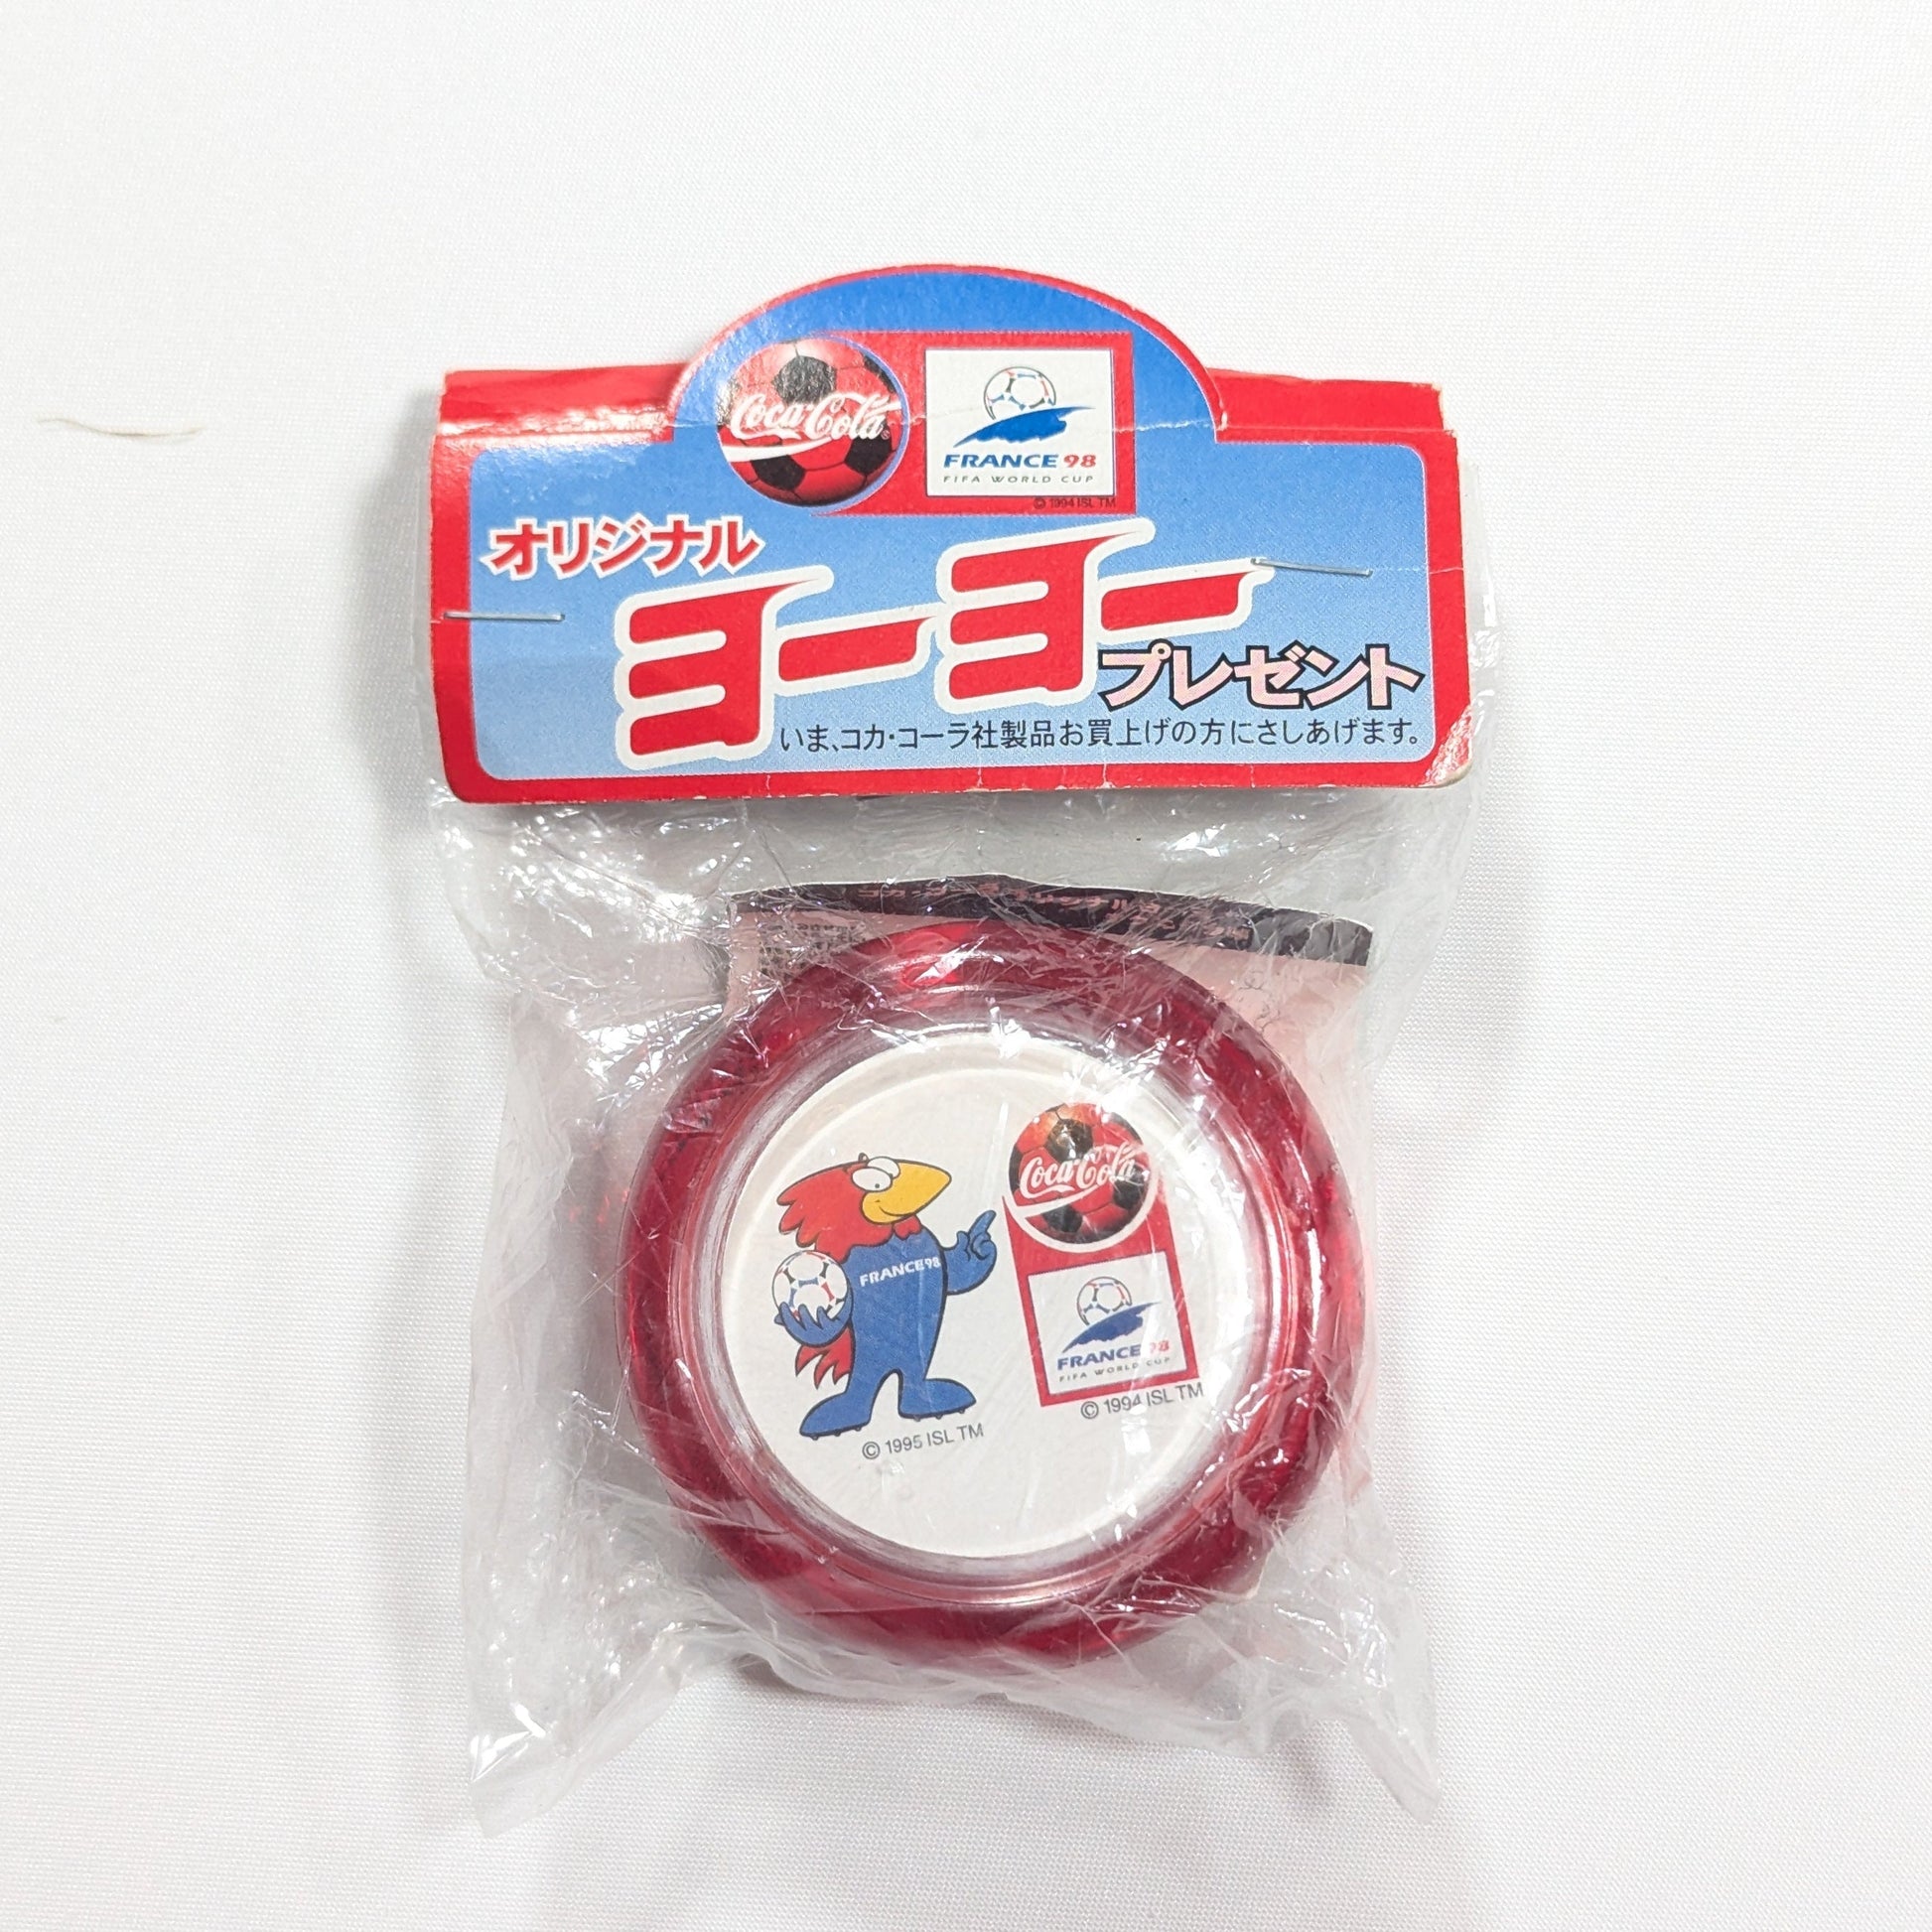 Coca-Cola
FRANCE 98
FIFA WORLD CUP
© 1994 ISL TM
オリジナル
ヨーヨー
プレゼント
いま、コカ・コーラ社製品お買上げの方にさしあげます。
Coca-Cola
FRANCE98
FRANCE 98
FIFA WORLD CUP
© 1994 ISL TM
© 1995 ISL TM